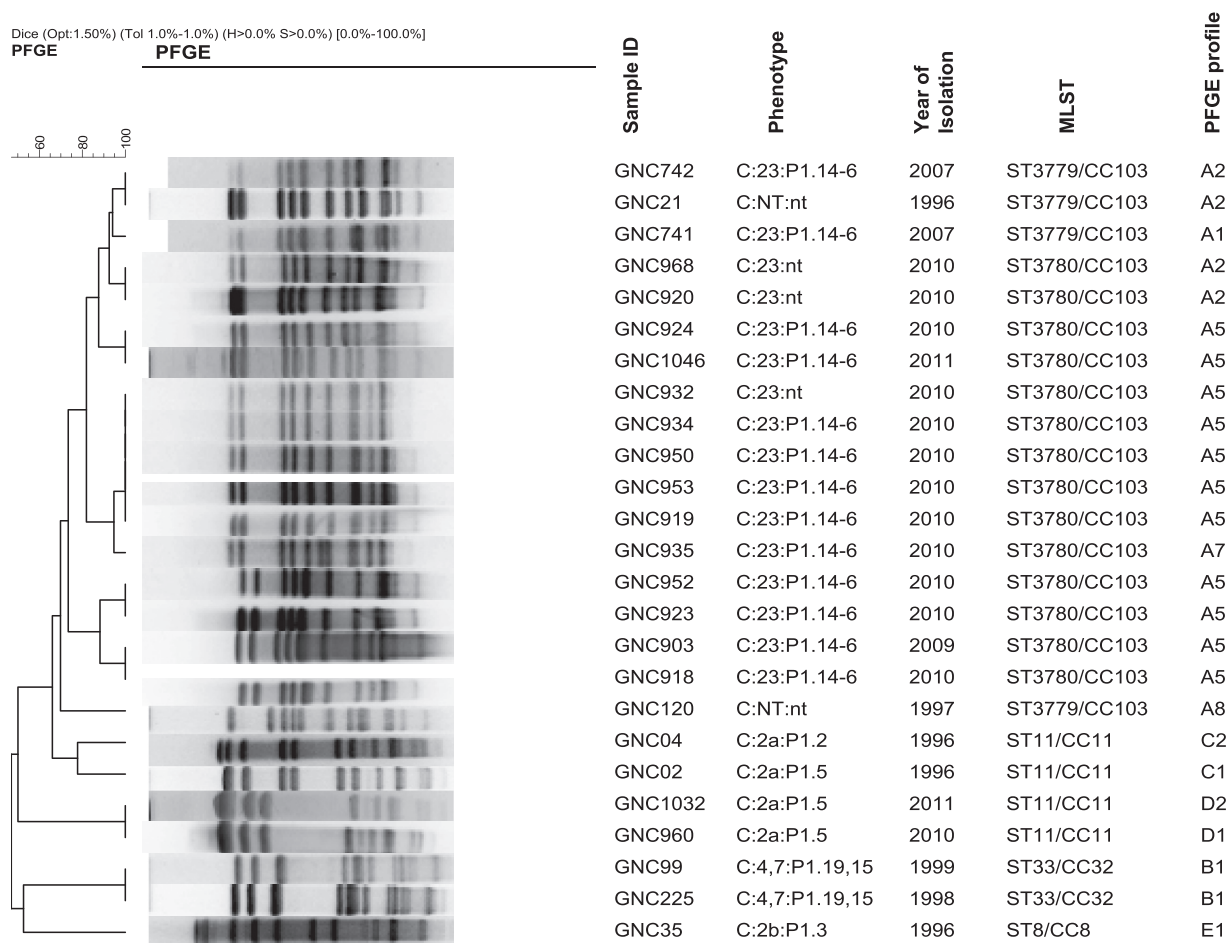 Dice (Opt:1.50%) (Tol 1.0%-1.0%) (H>0.0% S>0.0%) [0.0%-100.0%]
PFGE PFGE
60 80 100
Sample ID Phenotype Year of Isolation MLST PFGE profile
GNC742 C:23:P1.14-6 2007 ST3779/CC103 A2
GNC21 C:NT:nt 1996 ST3779/CC103 A2
GNC741 C:23:P1.14-6 2007 ST3779/CC103 A1
GNC968 C:23:nt 2010 ST3780/CC103 A2
GNC920 C:23:nt 2010 ST3780/CC103 A2
GNC924 C:23:P1.14-6 2010 ST3780/CC103 A5
GNC1046 C:23:P1.14-6 2011 ST3780/CC103 A5
GNC932 C:23:nt 2010 ST3780/CC103 A5
GNC934 C:23:P1.14-6 2010 ST3780/CC103 A5
GNC950 C:23:P1.14-6 2010 ST3780/CC103 A5
GNC953 C:23:P1.14-6 2010 ST3780/CC103 A5
GNC919 C:23:P1.14-6 2010 ST3780/CC103 A5
GNC935 C:23:P1.14-6 2010 ST3780/CC103 A7
GNC952 C:23:P1.14-6 2010 ST3780/CC103 A5
GNC923 C:23:P1.14-6 2010 ST3780/CC103 A5
GNC903 C:23:P1.14-6 2009 ST3780/CC103 A5
GNC918 C:23:P1.14-6 2010 ST3780/CC103 A5
GNC120 C:NT:nt 1997 ST3779/CC103 A8
GNC04 C:2a:P1.2 1996 ST11/CC11 C2
GNC02 C:2a:P1.5 1996 ST11/CC11 C1
GNC1032 C:2a:P1.5 2011 ST11/CC11 D2
GNC960 C:2a:P1.5 2010 ST11/CC11 D1
GNC99 C:4,7:P1.19,15 1999 ST33/CC32 B1
GNC225 C:4,7:P1.19,15 1998 ST33/CC32 B1
GNC35 C:2b:P1.3 1996 ST8/CC8 E1